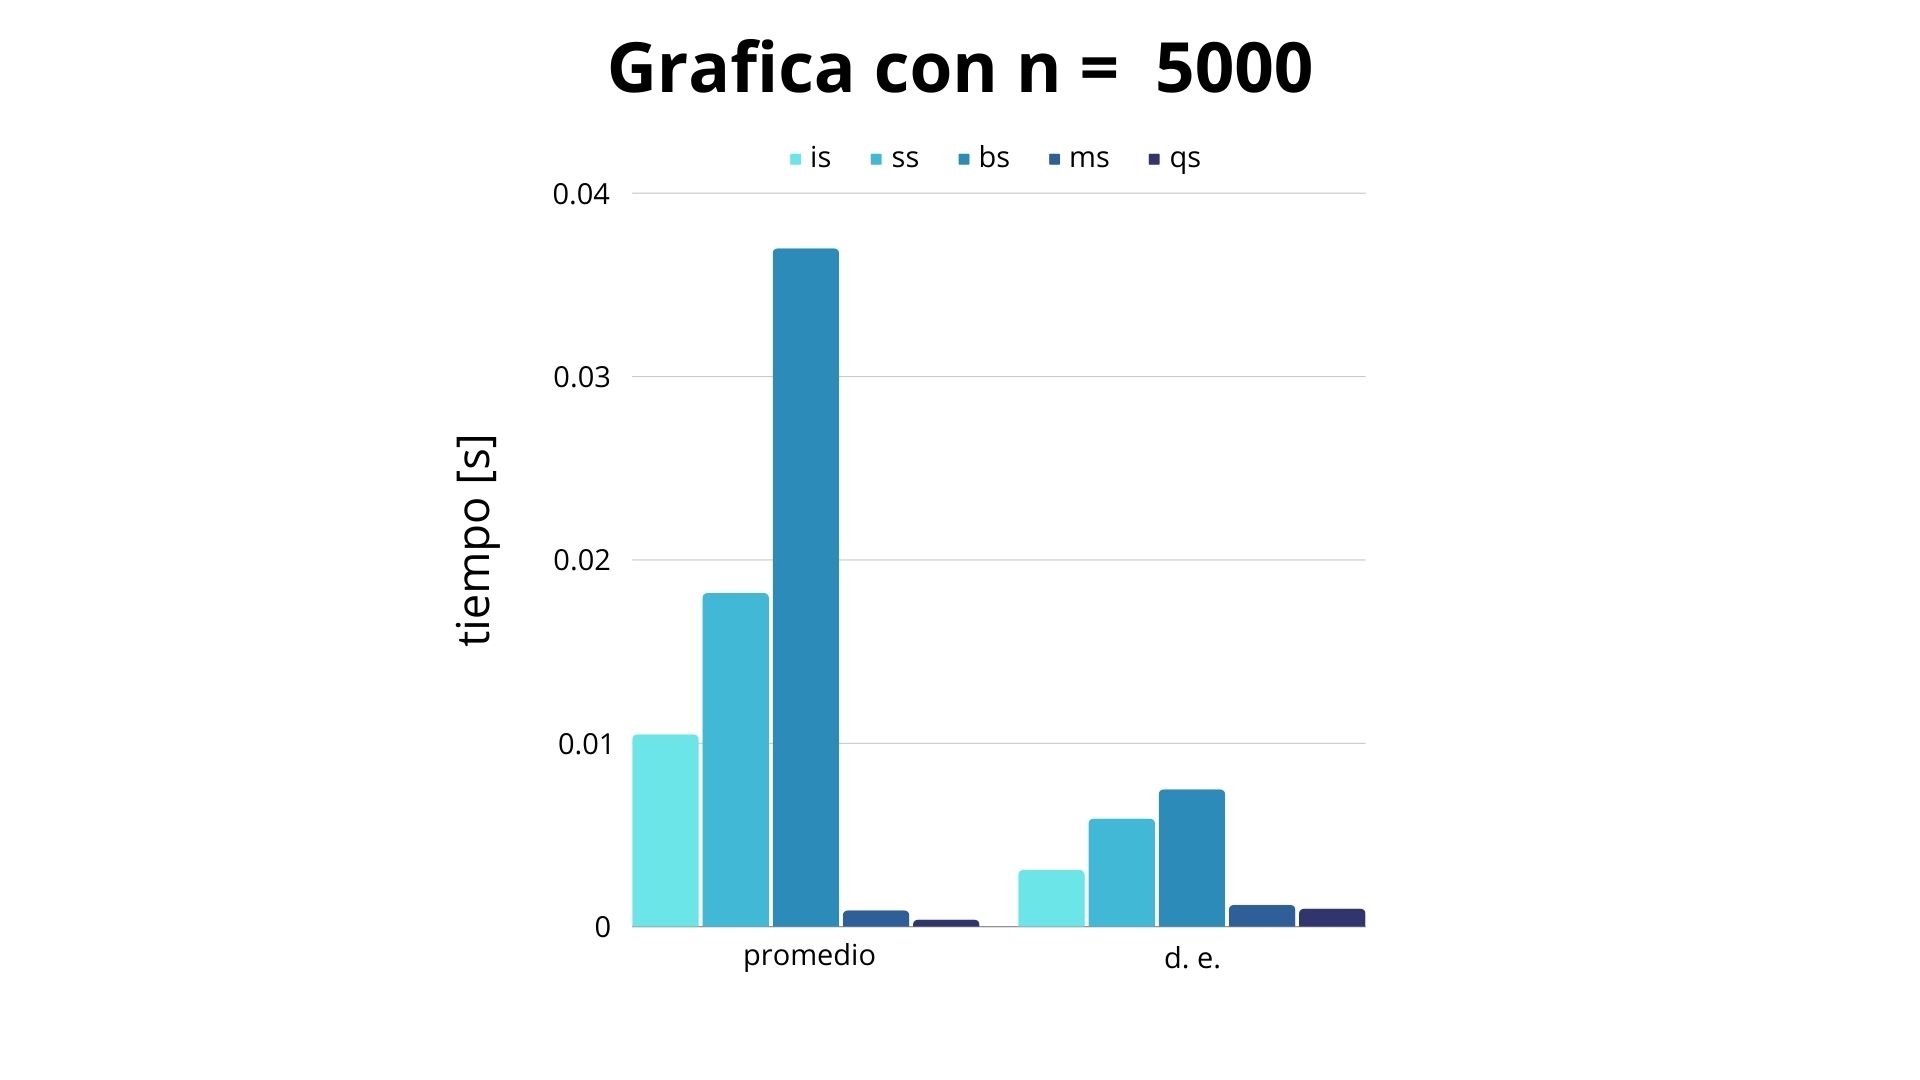 Grafica con n =  5000
is ss bs ms qs
0.04
0.03
0.02
0.01
0
tiempo [s]
promedio d. e.